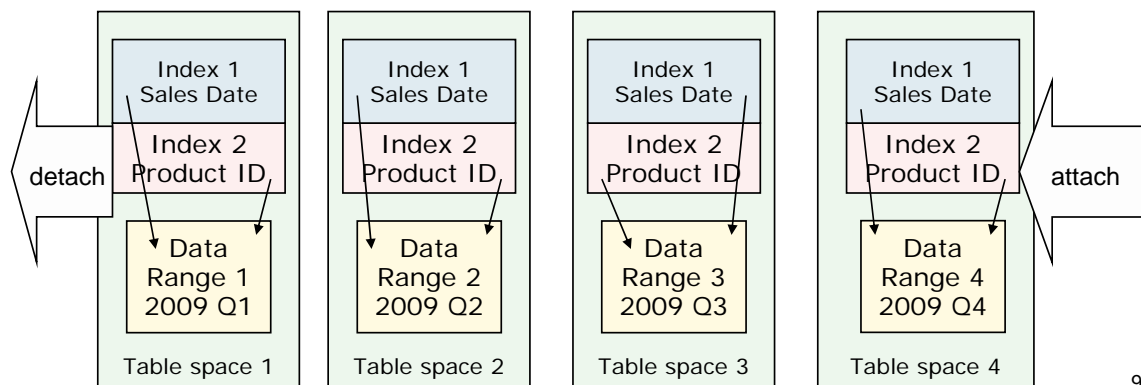 detach
Index 1
Sales Date
Index 2
Product ID
Data
Range 1
2009 Q1
Table space 1
Index 1
Sales Date
Index 2
Product ID
Data
Range 2
2009 Q2
Table space 2
Index 1
Sales Date
Index 2
Product ID
Data
Range 3
2009 Q3
Table space 3
Index 1
Sales Date
Index 2
Product ID
Data
Range 4
2009 Q4
Table space 4
attach
9